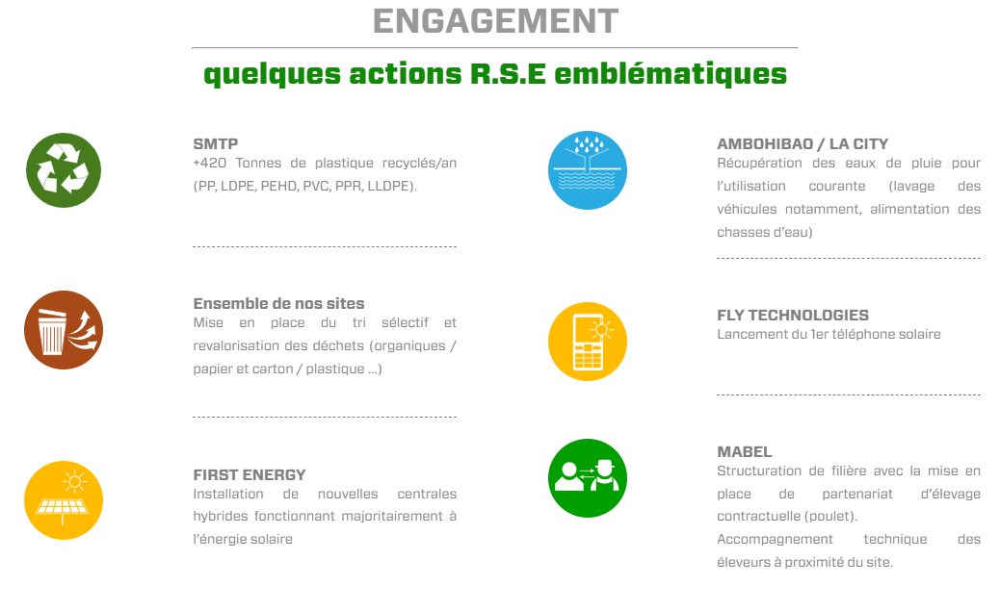 ENGAGEMENT
quelques actions R.S.E emblématiques
SMTP
+420 Tonnes de plastique recyclés/an
(PP, LDPE, PEHD, PVC, PPR, LLDPE).
Ensemble de nos sites
Mise en place du tri sélectif et
revalorisation des déchets (organiques /
papier et carton / plastique ...)
FIRST ENERGY
Installation de nouvelles centrales
hybrides fonctionnant majoritairement à
l'énergie solaire
AMBOHIBAO / LA CITY
Récupération des eaux de pluie pour
l'utilisation courante (lavage des
véhicules notamment, alimentation des
chasses d'eau)
FLY TECHNOLOGIES
Lancement du 1er téléphone solaire
MABEL
Structuration de filière avec la mise en
place de partenariat d'élevage
contractuelle (poulet).
Accompagnement technique des
éleveurs à proximité du site.